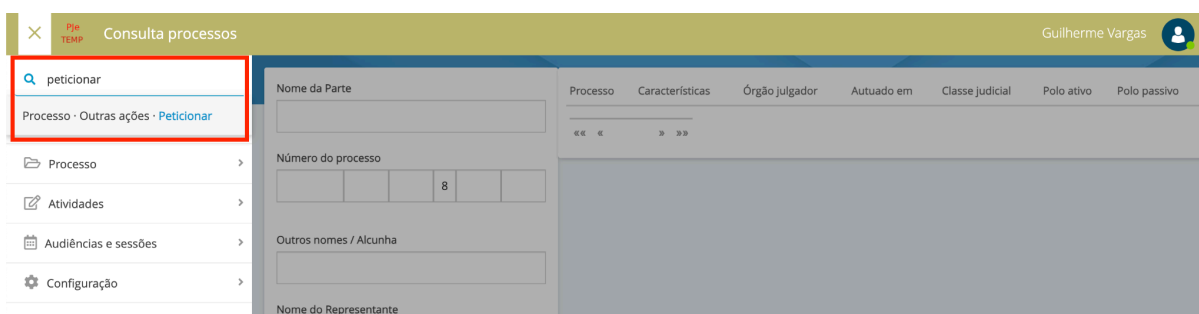 Pje
TEMP
Consulta processos
Guilherme Vargas
peticionar
Processo · Outras ações · Peticionar
Processo
Atividades
Audiências e sessões
Configuração
Nome da Parte
Número do processo
8
Outros nomes / Alcunha
Nome do Representante
Processo Características Órgão julgador Autuado em Classe judicial Polo ativo Polo passivo
«« « » »»